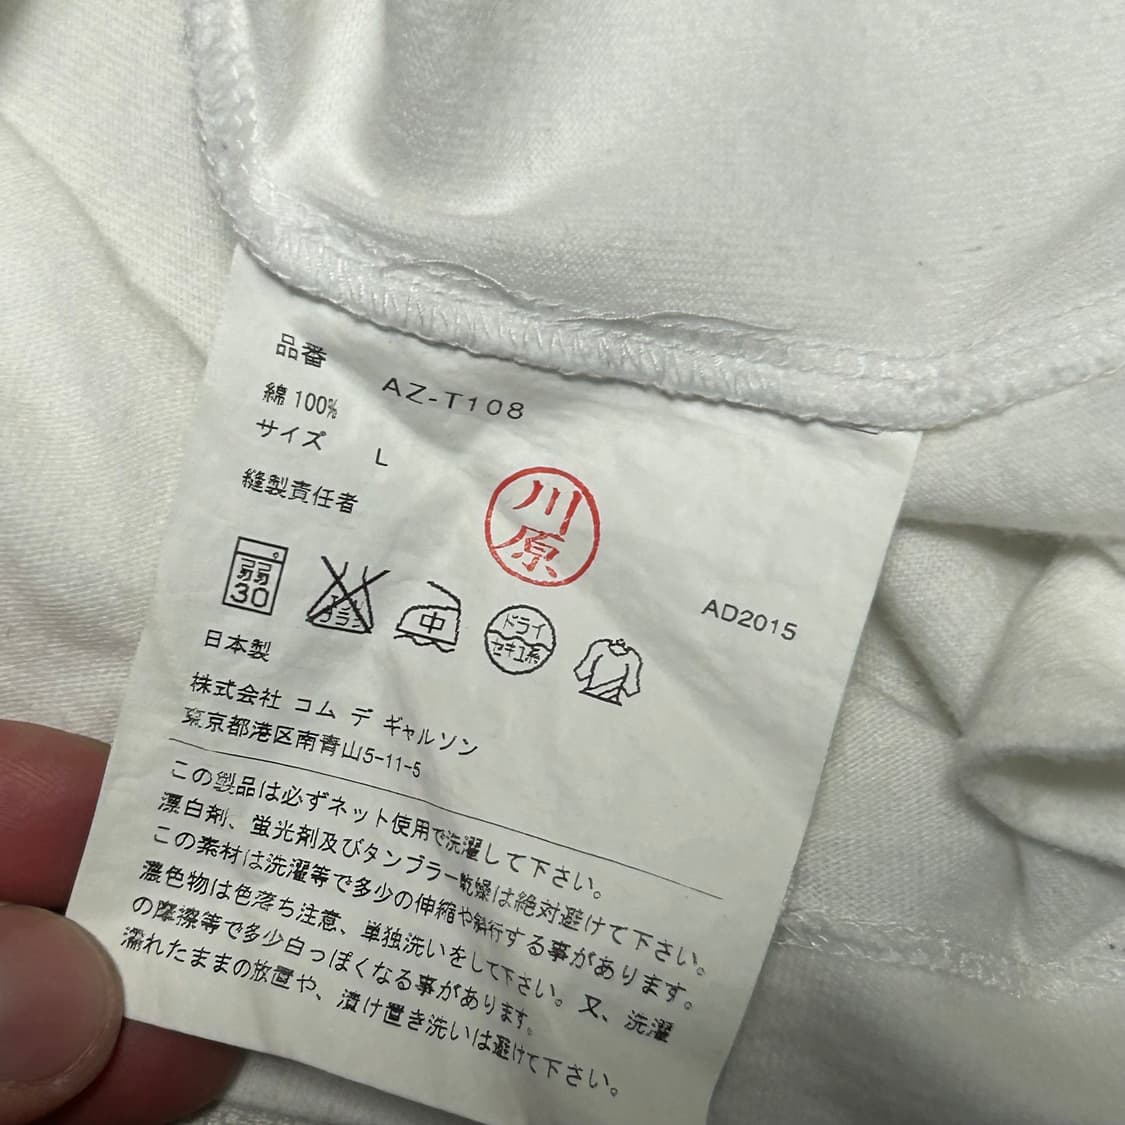 品番 AZ-T108
綿 100%
サイズ L
縫製責任者
川原
弱 30
エンソ サラシ
中
ドライ セキユ系
AD2015
日本製
株式会社 コム デ ギャルソン
東京都港区南青山5-11-5
この製品は必ずネット使用で洗濯して下さい。
漂白剤、蛍光剤及びタンブラー乾燥は絶対避けて下さい。
この素材は洗濯等で多少の伸縮や斜行する事があります。
濃色物は色落ち注意、単独洗いをして下さい。又、洗濯
の摩擦等で多少白っぽくなる事があります。
濡れたままの放置や、漬け置き洗いは避けて下さい。